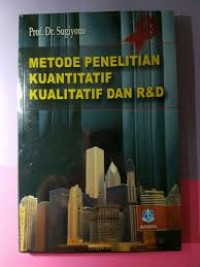 Prof. Dr. Sugiyono
METODE PENELITIAN
KUANTITATIF
KUALITATIF DAN R&D